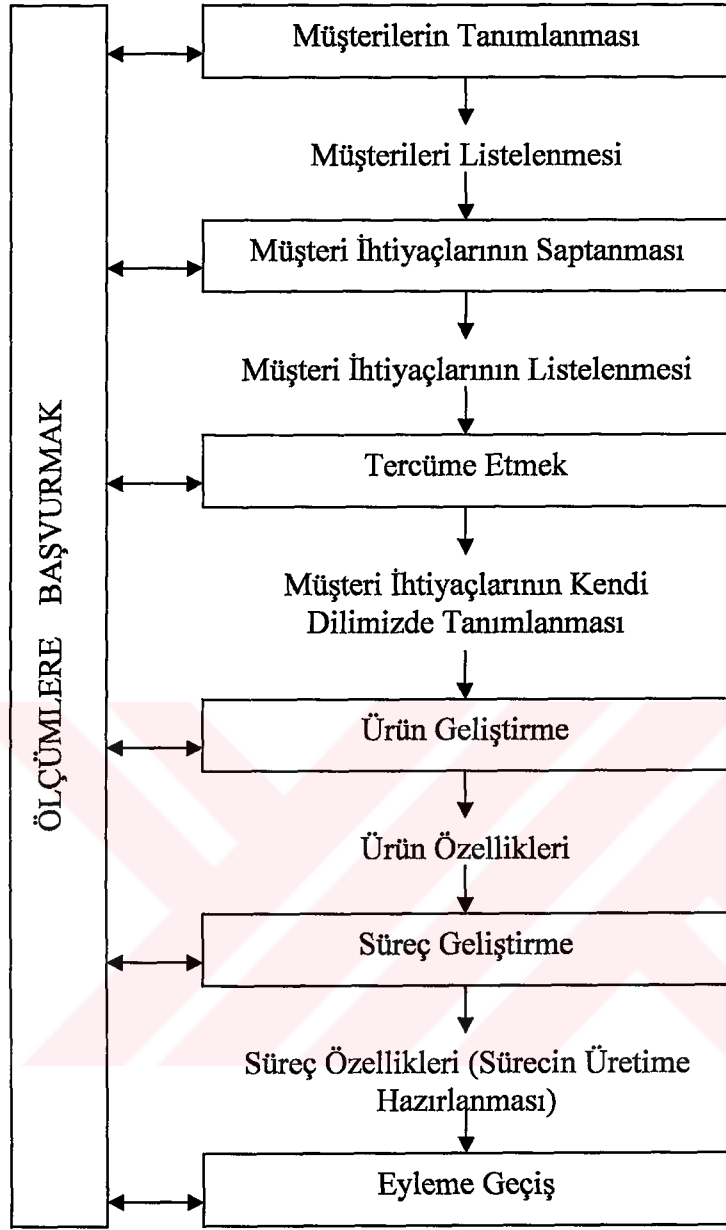 Müşterilerin Tanımlanması
Müşterileri Listelenmesi
Müşteri İhtiyaçlarının Saptanması
Müşteri İhtiyaçlarının Listelenmesi
Tercüme Etmek
Müşteri İhtiyaçlarının Kendi
Dilimizde Tanımlanması
Ürün Geliştirme
Ürün Özellikleri
Süreç Geliştirme
Süreç Özellikleri (Sürecin Üretime
Hazırlanması)
Eyleme Geçiş
ÖLÇÜMLERE BAŞVURMAK